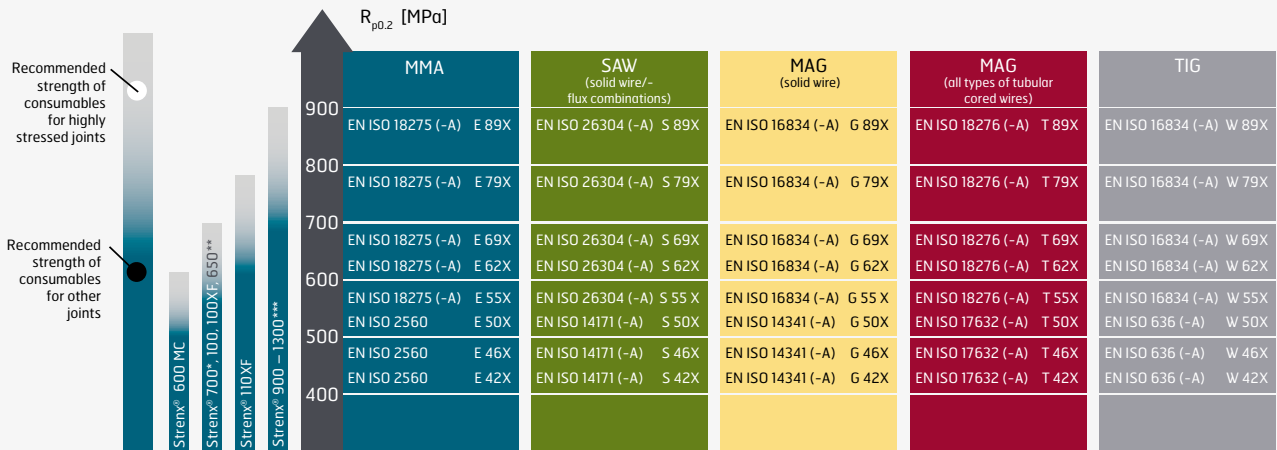 Rp0.2 [MPa]
Recommended
strength of
consumables
for highly
stressed joints
Recommended
strength of
consumables
for other
joints
Strenx® 600 MC
Strenx® 700*, 100, 100XF, 650**
Strenx® 110XF
Strenx® 900 – 1300***
900
800
700
600
500
400
MMA
EN ISO 18275 (-A) E 89X
EN ISO 18275 (-A) E 79X
EN ISO 18275 (-A) E 69X
EN ISO 18275 (-A) E 62X
EN ISO 18275 (-A) E 55X
EN ISO 2560 E 50X
EN ISO 2560 E 46X
EN ISO 2560 E 42X
SAW
(solid wire/-
flux combinations)
EN ISO 26304 (-A) S 89X
EN ISO 26304 (-A) S 79X
EN ISO 26304 (-A) S 69X
EN ISO 26304 (-A) S 62X
EN ISO 26304 (-A) S 55 X
EN ISO 14171 (-A) S 50X
EN ISO 14171 (-A) S 46X
EN ISO 14171 (-A) S 42X
MAG
(solid wire)
EN ISO 16834 (-A) G 89X
EN ISO 16834 (-A) G 79X
EN ISO 16834 (-A) G 69X
EN ISO 16834 (-A) G 62X
EN ISO 16834 (-A) G 55 X
EN ISO 14341 (-A) G 50X
EN ISO 14341 (-A) G 46X
EN ISO 14341 (-A) G 42X
MAG
(all types of tubular
cored wires)
EN ISO 18276 (-A) T 89X
EN ISO 18276 (-A) T 79X
EN ISO 18276 (-A) T 69X
EN ISO 18276 (-A) T 62X
EN ISO 18276 (-A) T 55X
EN ISO 17632 (-A) T 50X
EN ISO 17632 (-A) T 46X
EN ISO 17632 (-A) T 42X
TIG
EN ISO 16834 (-A) W 89X
EN ISO 16834 (-A) W 79X
EN ISO 16834 (-A) W 69X
EN ISO 16834 (-A) W 62X
EN ISO 16834 (-A) W 55X
EN ISO 636 (-A) W 50X
EN ISO 636 (-A) W 46X
EN ISO 636 (-A) W 42X